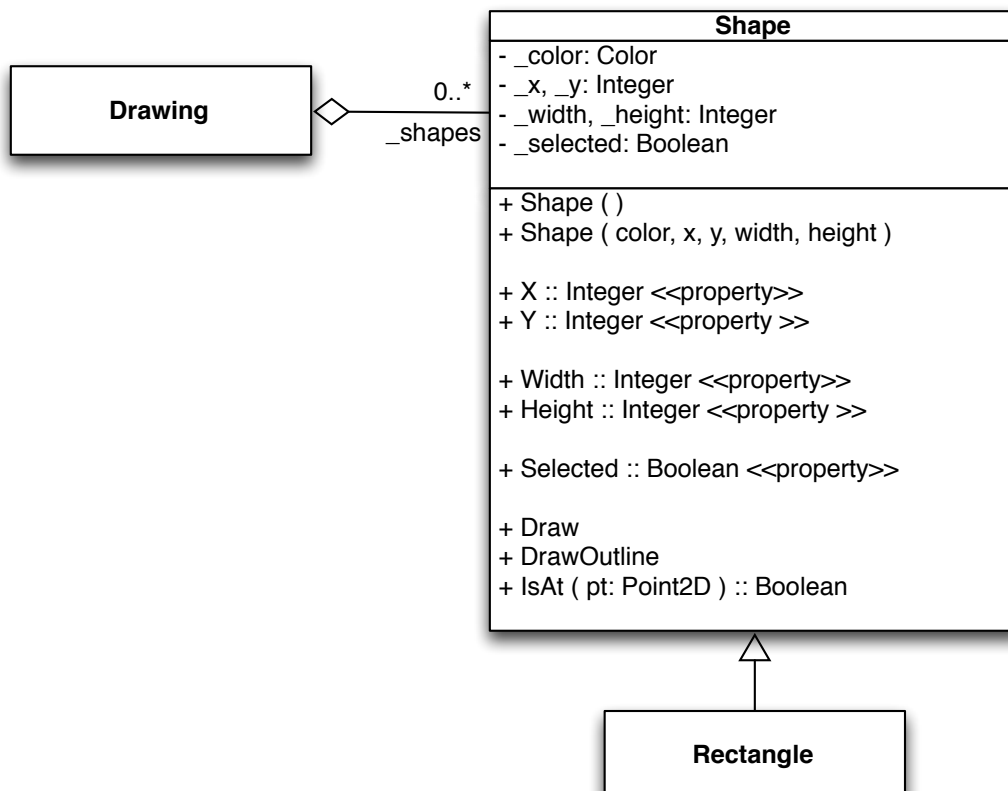 Shape
- _color: Color
- _x, _y: Integer
- _width, _height: Integer
- _selected: Boolean
Drawing
0..*
_shapes
+ Shape ( )
+ Shape ( color, x, y, width, height )
+ X :: Integer <<property>>
+ Y :: Integer <<property >>
+ Width :: Integer <<property>>
+ Height :: Integer <<property >>
+ Selected :: Boolean <<property>>
+ Draw
+ DrawOutline
+ IsAt ( pt: Point2D ) :: Boolean
Rectangle